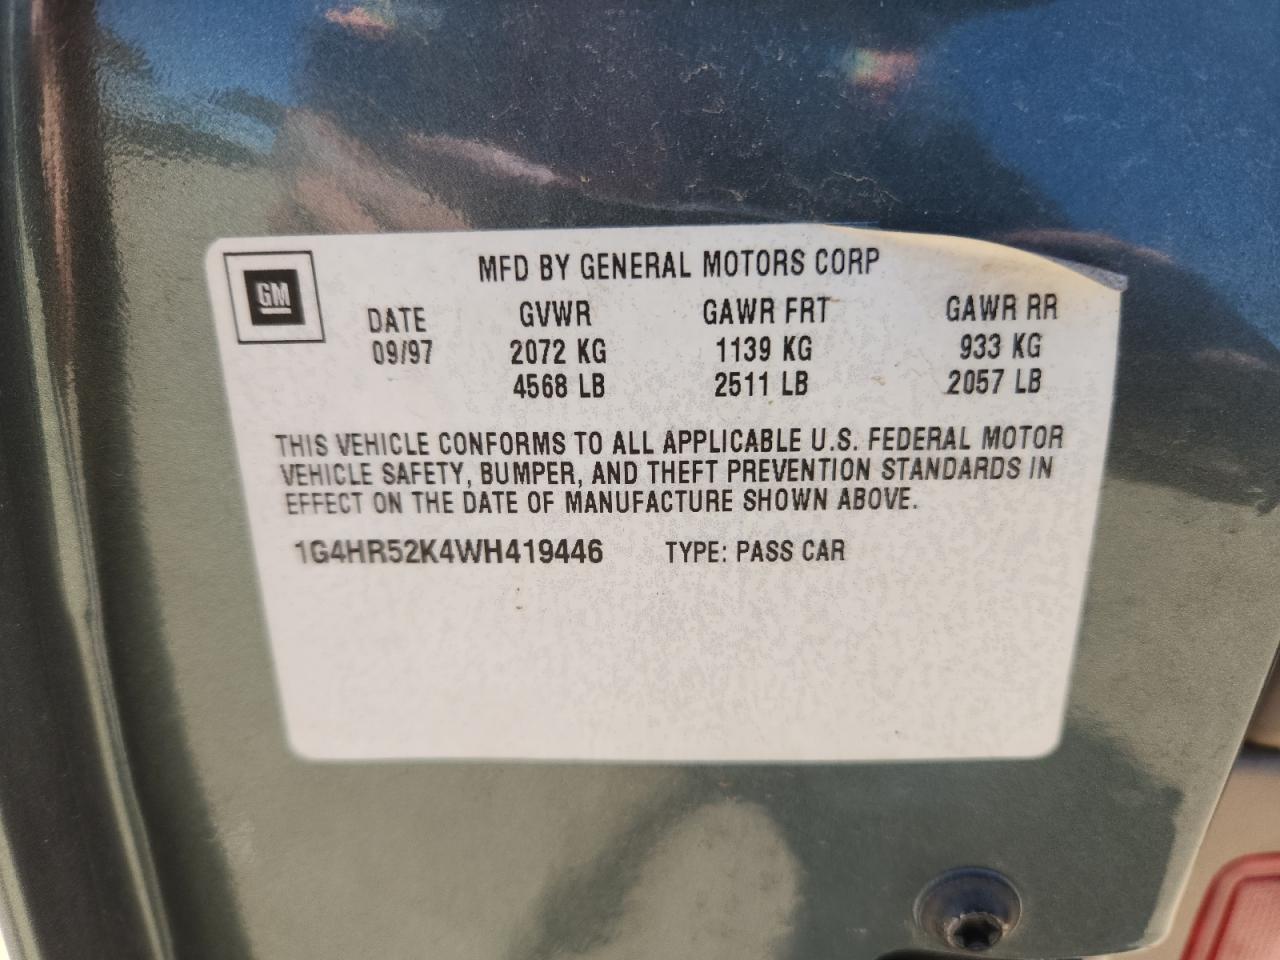 GM
MFD BY GENERAL MOTORS CORP
DATE GVWR GAWR FRT GAWR RR
09/97 2072 KG 1139 KG 933 KG
4568 LB 2511 LB 2057 LB
THIS VEHICLE CONFORMS TO ALL APPLICABLE U.S. FEDERAL MOTOR
VEHICLE SAFETY, BUMPER, AND THEFT PREVENTION STANDARDS IN
EFFECT ON THE DATE OF MANUFACTURE SHOWN ABOVE.
1G4HR52K4WH419446 TYPE: PASS CAR